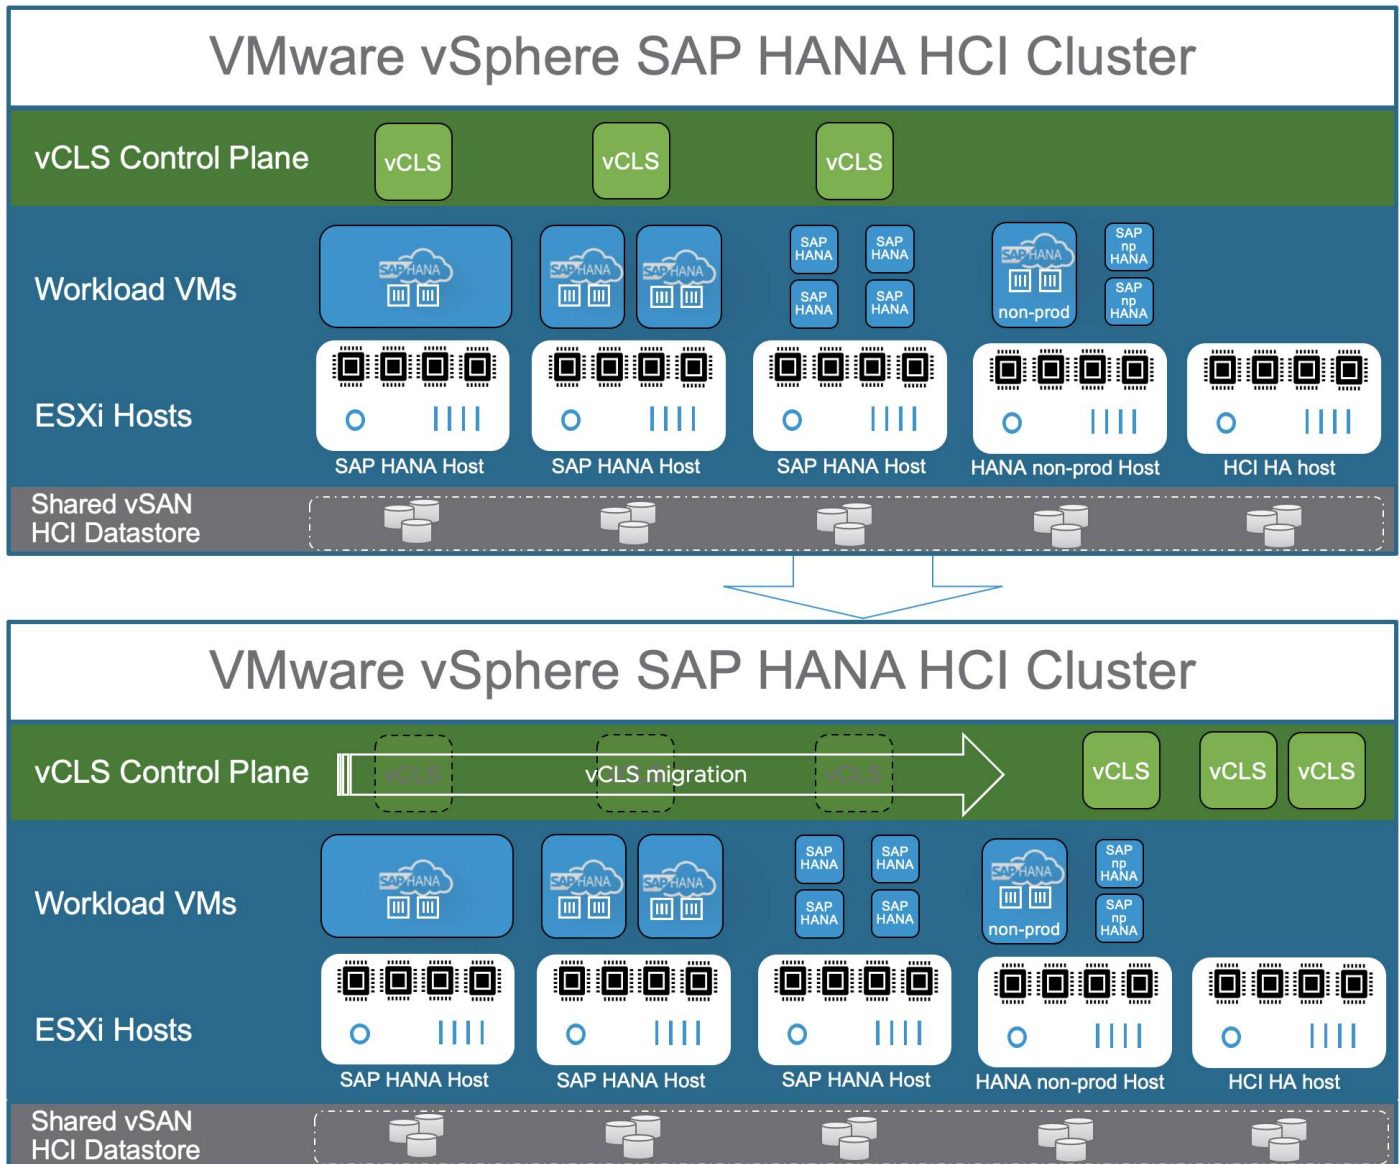 VMware vSphere SAP HANA HCI Cluster
vCLS Control Plane
vCLS
vCLS
vCLS
Workload VMs
SAP HANA
SAP HANA
SAP HANA
SAP
HANA
SAP
HANA
SAP
HANA
SAP
HANA
SAP HANA
non-prod
SAP
np
HANA
SAP
np
HANA
ESXi Hosts
SAP HANA Host
SAP HANA Host
SAP HANA Host
HANA non-prod Host
HCI HA host
Shared vSAN
HCI Datastore
VMware vSphere SAP HANA HCI Cluster
vCLS Control Plane
vCLS
vCLS migration
vCLS
vCLS
vCLS
vCLS
Workload VMs
SAP HANA
SAP HANA
SAP HANA
SAP
HANA
SAP
HANA
SAP
HANA
SAP
HANA
SAP HANA
non-prod
SAP
np
HANA
SAP
np
HANA
ESXi Hosts
SAP HANA Host
SAP HANA Host
SAP HANA Host
HANA non-prod Host
HCI HA host
Shared vSAN
HCI Datastore